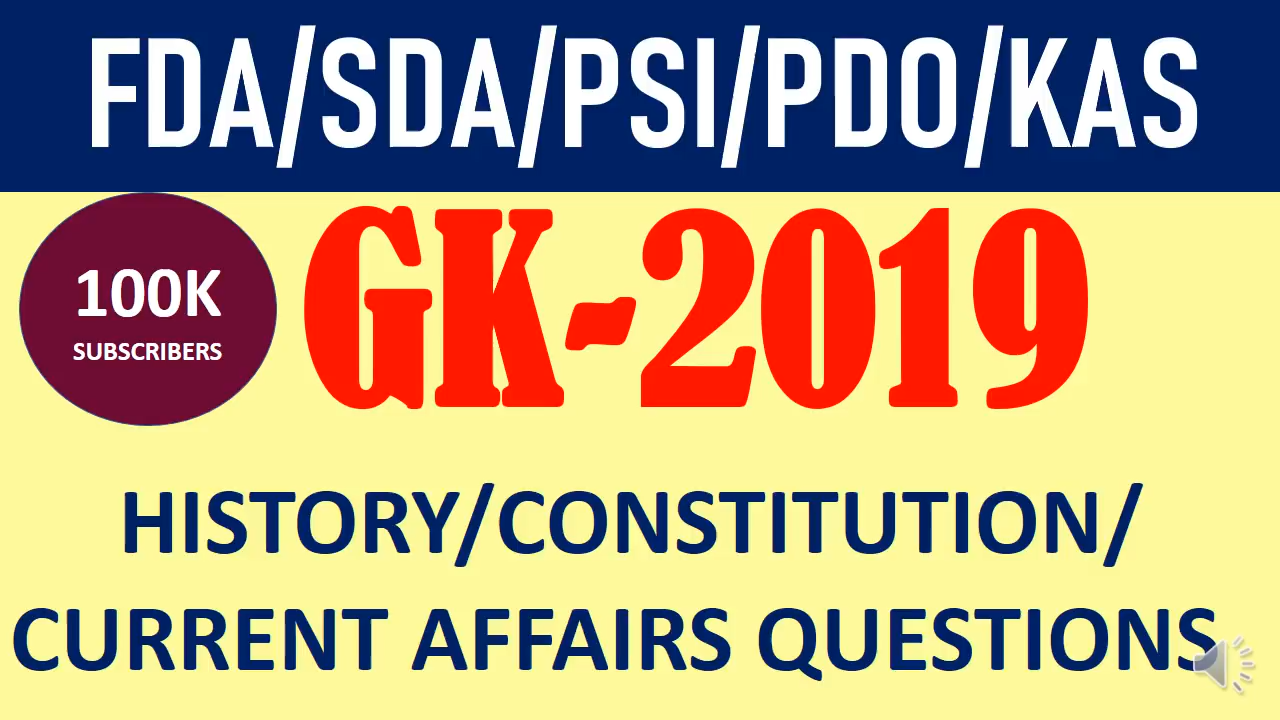 FDA/SDA/PSI/PDO/KAS
100K
SUBSCRIBERS
GK-2019
HISTORY/CONSTITUTION/
CURRENT AFFAIRS QUESTIONS